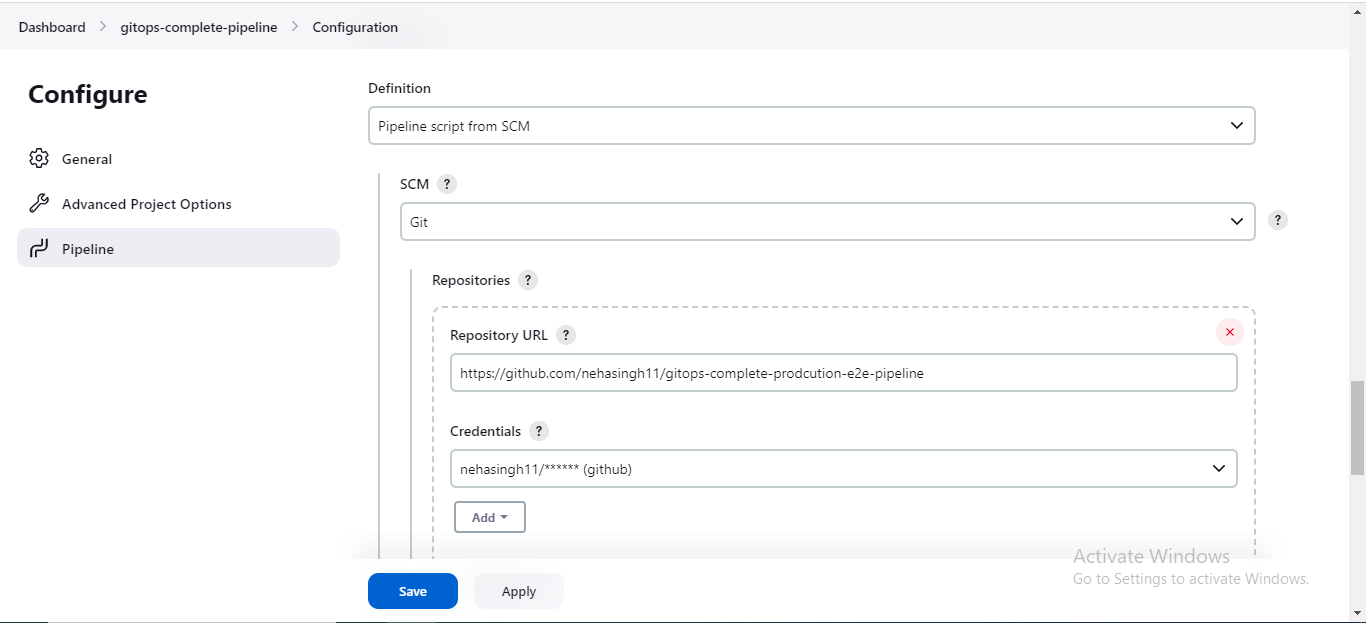 Dashboard > gitops-complete-pipeline > Configuration
Configure
General
Advanced Project Options
Pipeline
Definition
Pipeline script from SCM
SCM ?
Git
?
Repositories ?
Repository URL ?
https://github.com/nehasingh11/gitops-complete-prodcution-e2e-pipeline
Credentials ?
nehasingh11/****** (github)
Add
Save Apply
Activate Windows
Go to Settings to activate Windows.